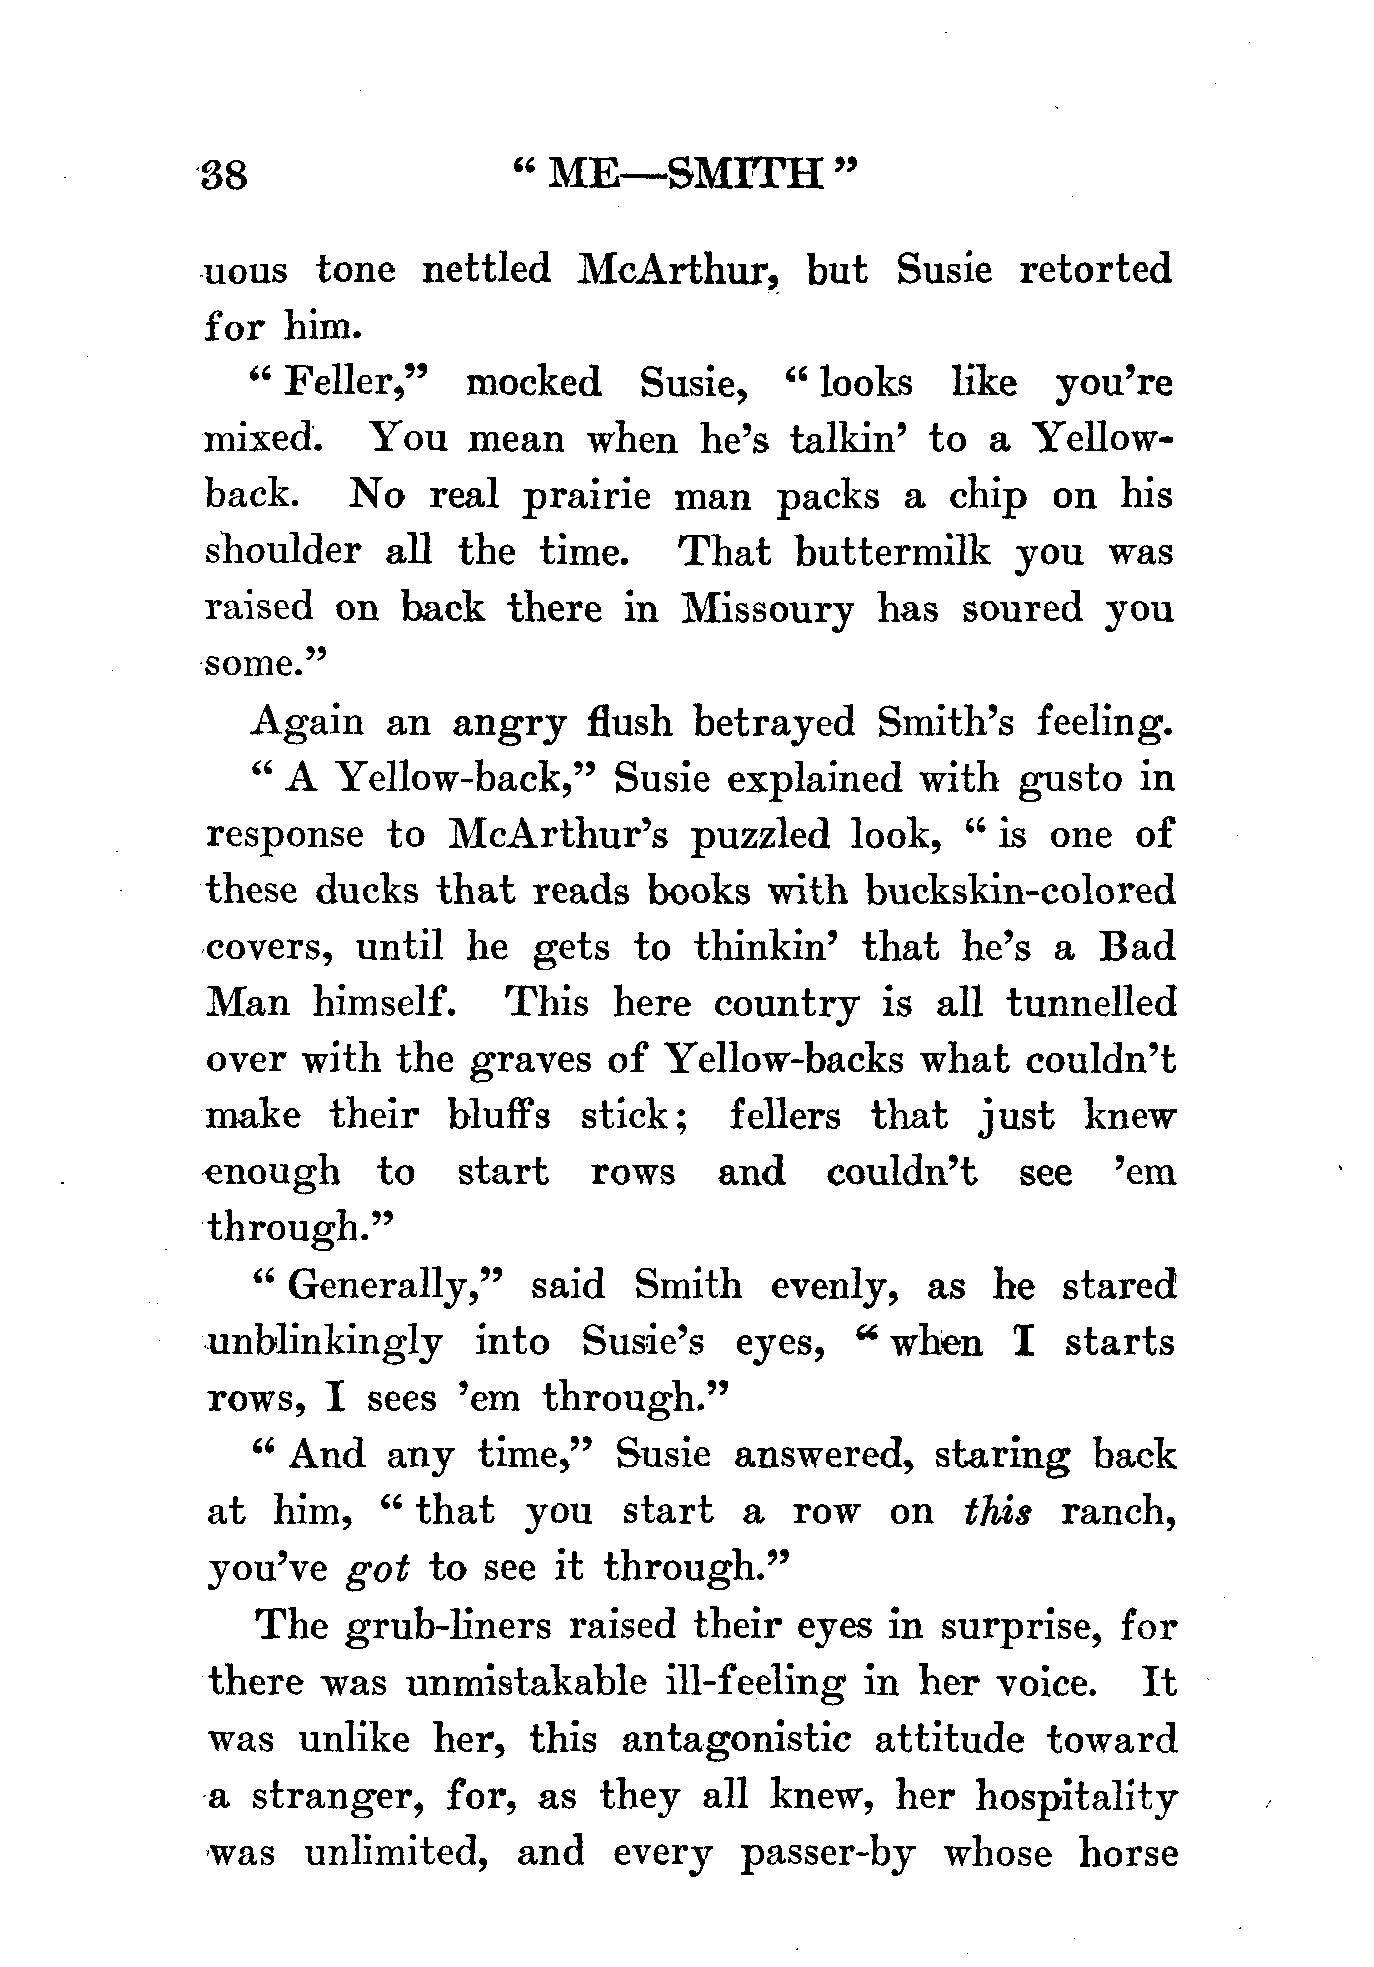 38 " ME—SMITH "
uous tone nettled McArthur, but Susie retorted
for him.
" Feller," mocked Susie, " looks like you're
mixed. You mean when he's talkin' to a Yellow-
back. No real prairie man packs a chip on his
shoulder all the time. That buttermilk you was
raised on back there in Missoury has soured you
some."
Again an angry flush betrayed Smith's feeling.
" A Yellow-back," Susie explained with gusto in
response to McArthur's puzzled look, " is one of
these ducks that reads books with buckskin-colored
covers, until he gets to thinkin' that he's a Bad
Man himself. This here country is all tunnelled
over with the graves of Yellow-backs what couldn't
make their bluffs stick; fellers that just knew
enough to start rows and couldn't see 'em
through."
" Generally," said Smith evenly, as he stared
unblinkingly into Susie's eyes, " when I starts
rows, I sees 'em through."
" And any time," Susie answered, staring back
at him, " that you start a row on this ranch,
you've got to see it through."
The grub-liners raised their eyes in surprise, for
there was unmistakable ill-feeling in her voice. It
was unlike her, this antagonistic attitude toward
a stranger, for, as they all knew, her hospitality
was unlimited, and every passer-by whose horse